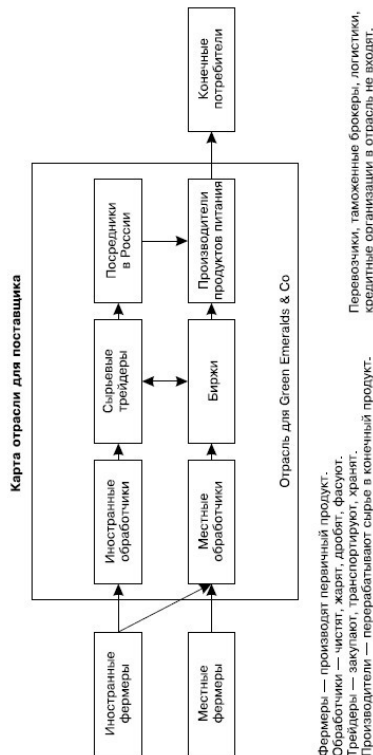 Карта отрасли для поставщика
Иностранные
фермеры
Иностранные
обработчики
Сырьевые
трейдеры
Посредники
в России
Местные
фермеры
Местные
обработчики
Биржи
Производители
продуктов питания
Конечные
потребители
Отрасль для Green Emeralds & Co
Фермеры — производят первичный продукт.
Обработчики — чистят, жарят, дробят, фасуют.
Трейдеры — закупают, транспортируют, хранят.
Производители — перерабатывают сырье в конечный продукт.
Перевозчики, таможенные брокеры, логистики,
кредитные организации в отрасль не входят.